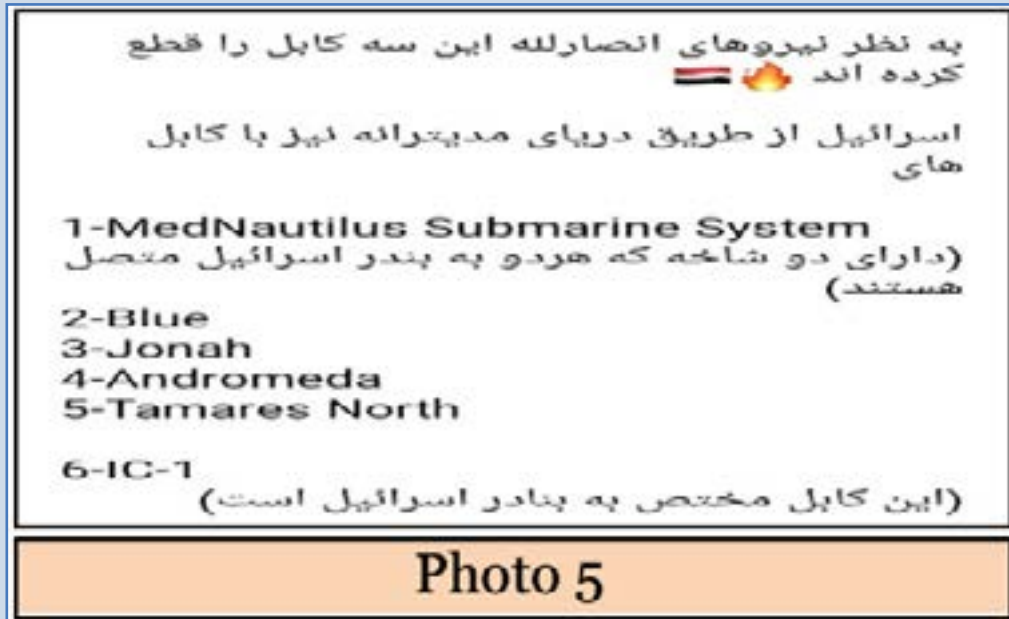 به نظر نیروهای انصارلله این سه کابل را قطع
کرده اند 🔥🇾🇪
اسرائیل از طریق دریای مدیترانه نیز با کابل
های
1-MedNautilus Submarine System
(دارای دو شاخه که هردو به بندر اسرائیل متصل
هستند)
2-Blue
3-Jonah
4-Andromeda
5-Tamares North
6-IC-1
(این کابل مختص به بنادر اسرائیل است)
Photo 5